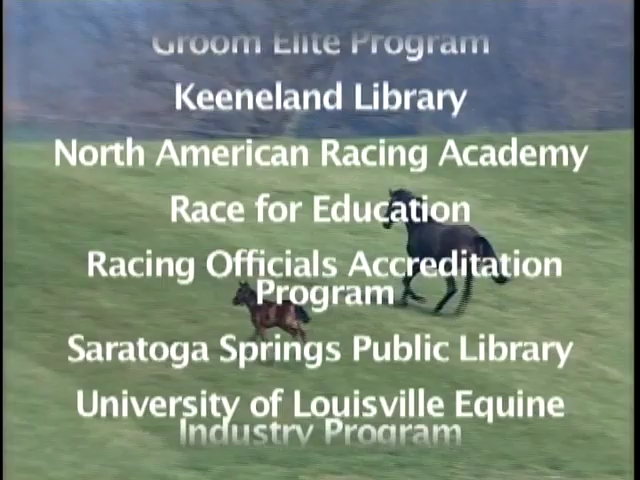 Groom Elite Program
Keeneland Library
North American Racing Academy
Race for Education
Racing Officials Accreditation
Program
Saratoga Springs Public Library
University of Louisville Equine
Industry Program